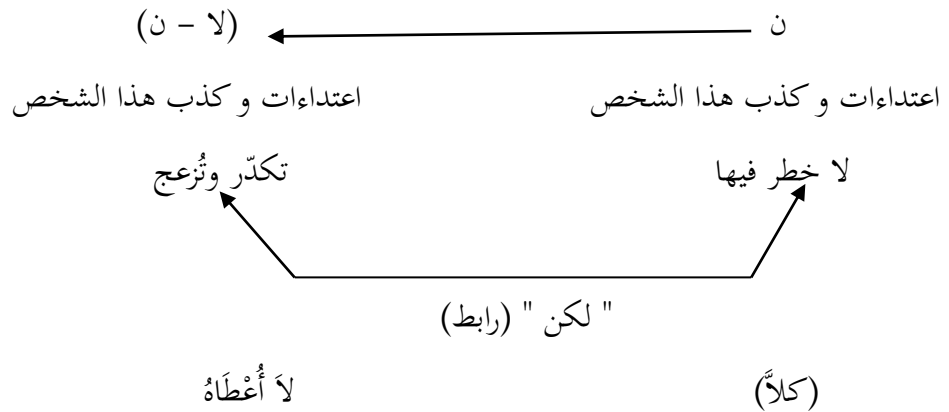 ن (لا – ن)
اعتداءات و كذب هذا الشخص اعتداءات و كذب هذا الشخص
لا خطر فيها تكدّر وتُزعج
" لكن " (رابط)
(كلاَّ) لاَ أُعْطَاهُ